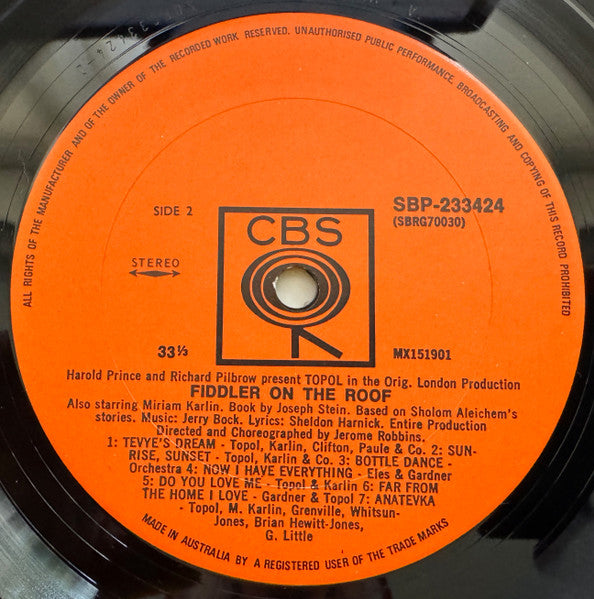 ALL RIGHTS OF THE MANUFACTURER AND OF THE OWNER OF THE RECORDED WORK RESERVED. UNAUTHORISED PUBLIC PERFORMANCE, BROADCASTING AND COPYING OF THIS RECORD PROHIBITED
SIDE 2
CBS
SBP-233424
(SBRG70030)
STEREO
33⅓
MX151901
Harold Prince and Richard Pilbrow present TOPOL in the Orig. London Production
FIDDLER ON THE ROOF
Also starring Miriam Karlin. Book by Joseph Stein. Based on Sholom Aleichem's
stories. Music: Jerry Bock. Lyrics: Sheldon Harnick. Entire Production
Directed and Choreographed by Jerome Robbins.
1: TEVYE'S DREAM - Topol, Karlin, Clifton, Paule & Co. 2: SUN-
RISE, SUNSET - Topol, Karlin & Co. 3: BOTTLE DANCE -
Orchestra 4: NOW I HAVE EVERYTHING - Eles & Gardner
5: DO YOU LOVE ME - Topol & Karlin 6: FAR FROM
THE HOME I LOVE - Gardner & Topol 7: ANATEVKA
- Topol, M. Karlin, Grenville, Whitsun-
Jones, Brian Hewitt-Jones,
G. Little
MADE IN AUSTRALIA BY A REGISTERED USER OF THE TRADE MARKS